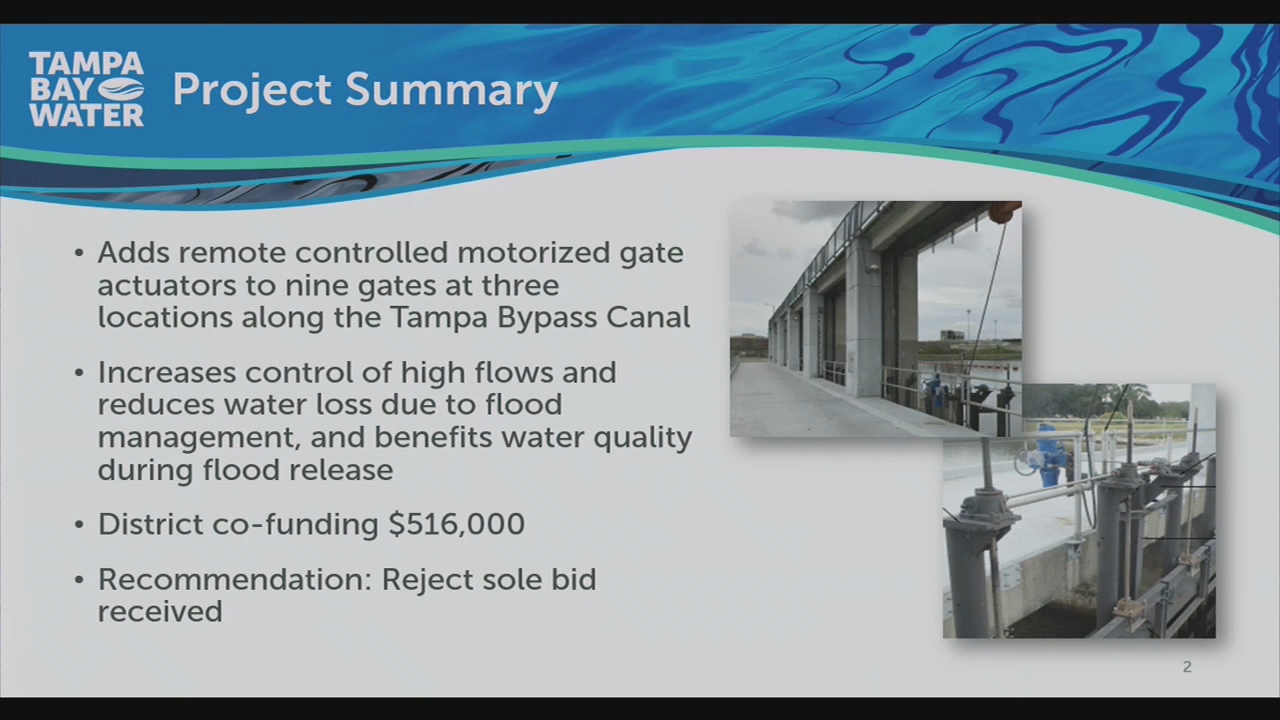 TAMPA
BAY
WATER
Project Summary
• Adds remote controlled motorized gate
actuators to nine gates at three
locations along the Tampa Bypass Canal
• Increases control of high flows and
reduces water loss due to flood
management, and benefits water quality
during flood release
• District co-funding $516,000
• Recommendation: Reject sole bid
received
2